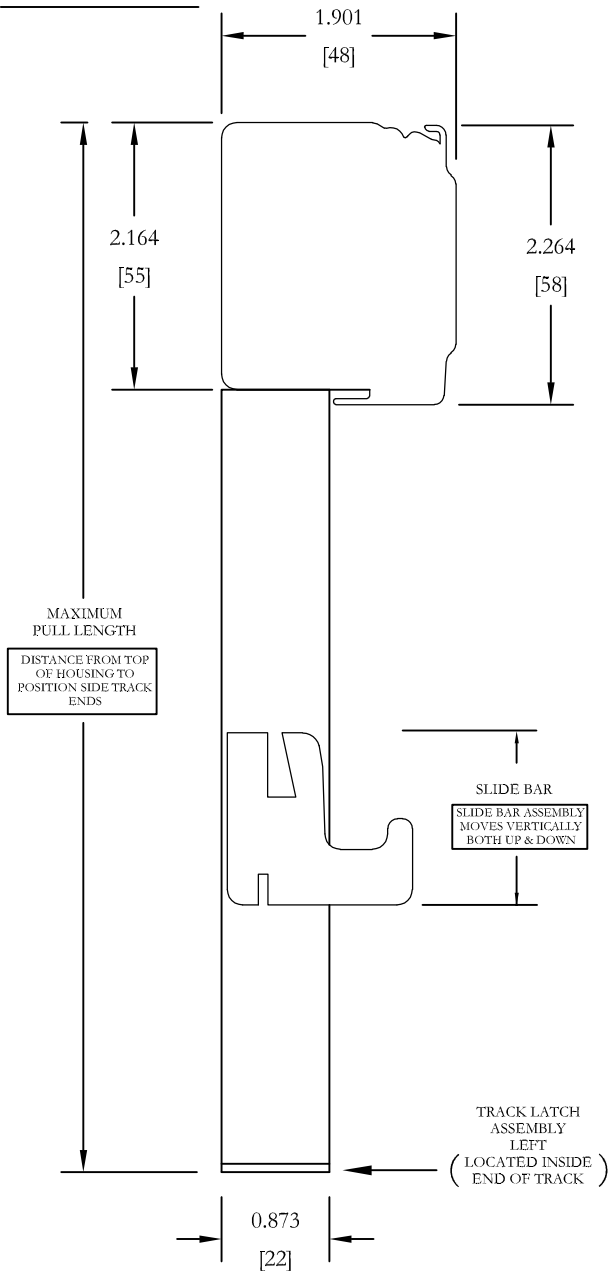 1.901
[48]
2.164
[55]
2.264
[58]
MAXIMUM
PULL LENGTH
DISTANCE FROM TOP
OF HOUSING TO
POSITION SIDE TRACK
ENDS
SLIDE BAR
SLIDE BAR ASSEMBLY
MOVES VERTICALLY
BOTH UP & DOWN
TRACK LATCH
ASSEMBLY
LEFT
(LOCATED INSIDE
END OF TRACK)
0.873
[22]